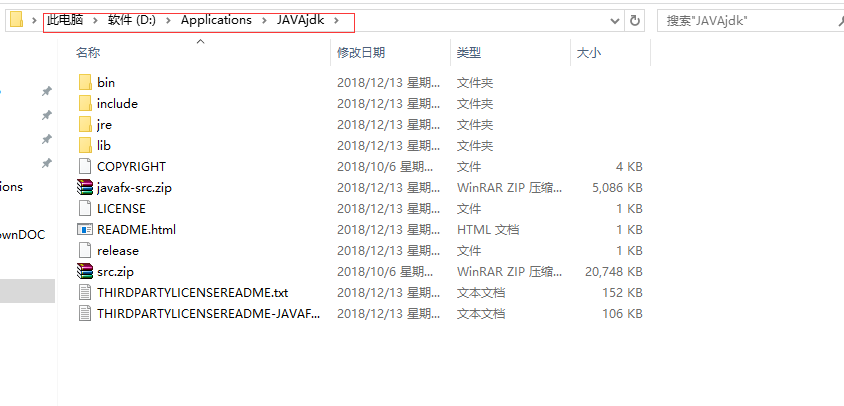 此电脑 软件 (D:) Applications JAVAjdk 搜索"JAVAjdk"
名称 修改日期 类型 大小
bin 2018/12/13 星期... 文件夹
include 2018/12/13 星期... 文件夹
jre 2018/12/13 星期... 文件夹
lib 2018/12/13 星期... 文件夹
COPYRIGHT 2018/10/6 星期... 文件 4 KB
javafx-src.zip 2018/12/13 星期... WinRAR ZIP 压缩... 5,086 KB
ions
LICENSE 2018/12/13 星期... 文件 1 KB
README.html 2018/12/13 星期... HTML 文档 1 KB
ownDOC
release 2018/12/13 星期... 文件 1 KB
src.zip 2018/10/6 星期... WinRAR ZIP 压缩... 20,748 KB
THIRDPARTYLICENSEREADME.txt 2018/12/13 星期... 文本文档 152 KB
THIRDPARTYLICENSEREADME-JAVAF... 2018/12/13 星期... 文本文档 106 KB